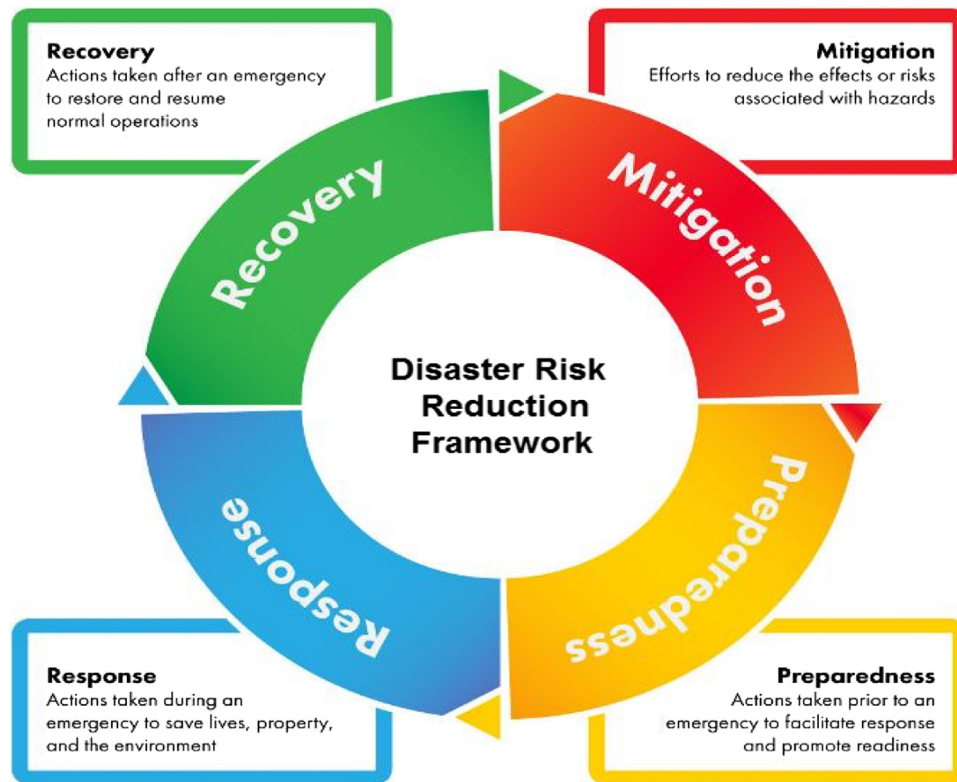 Recovery
Actions taken after an emergency
to restore and resume
normal operations
Mitigation
Efforts to reduce the effects or risks
associated with hazards
Recovery
Mitigation
Disaster Risk
Reduction
Framework
Response
Preparedness
Response
Actions taken during an
emergency to save lives, property,
and the environment
Preparedness
Actions taken prior to an
emergency to facilitate response
and promote readiness